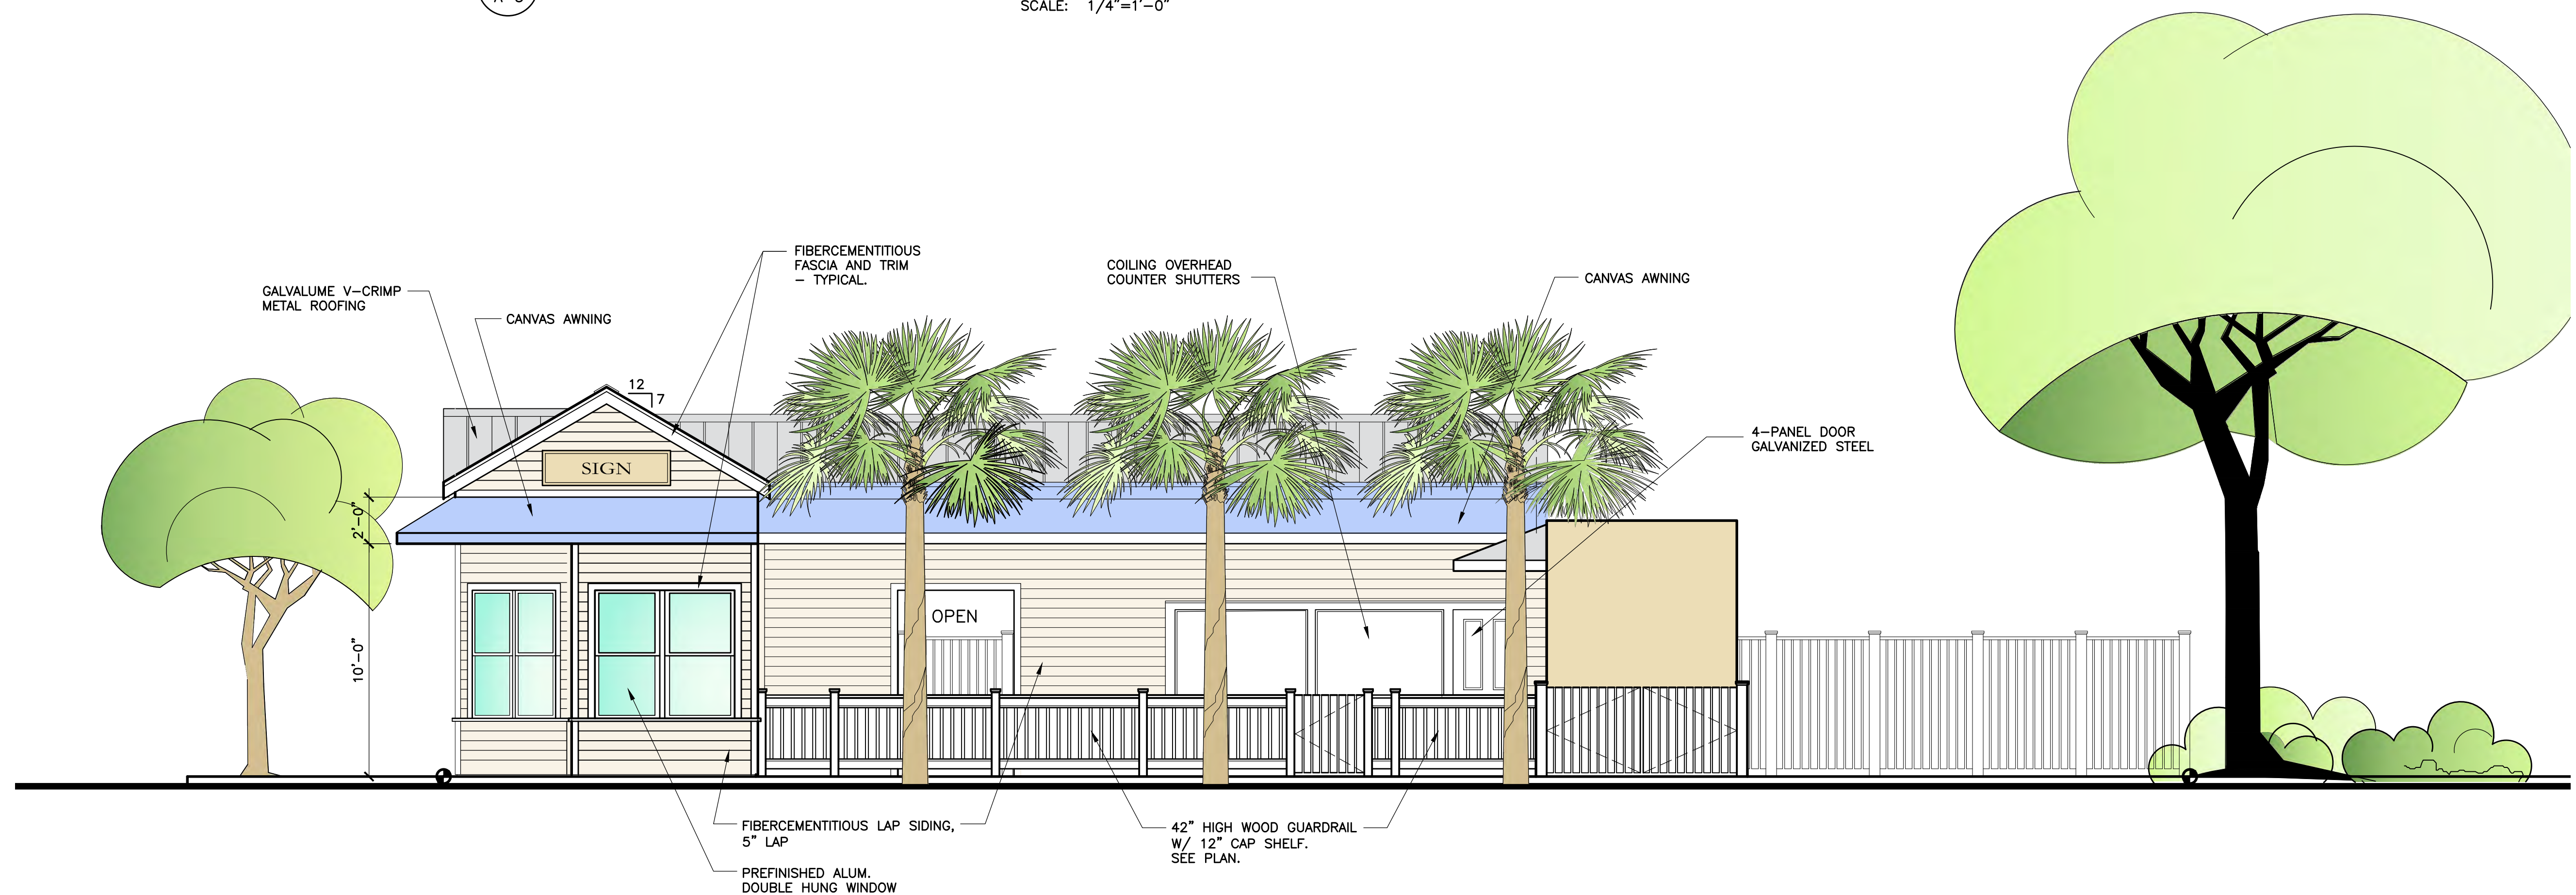 SCALE: 1/4"=1'-0"
FIBERCEMENTITIOUS
FASCIA AND TRIM
- TYPICAL.
COILING OVERHEAD
COUNTER SHUTTERS
CANVAS AWNING
GALVALUME V-CRIMP
METAL ROOFING
CANVAS AWNING
12
7
4-PANEL DOOR
GALVANIZED STEEL
SIGN
2'-0"
OPEN
10'-0"
FIBERCEMENTITIOUS LAP SIDING,
5" LAP
42" HIGH WOOD GUARDRAIL
W/ 12" CAP SHELF.
SEE PLAN.
PREFINISHED ALUM.
DOUBLE HUNG WINDOW